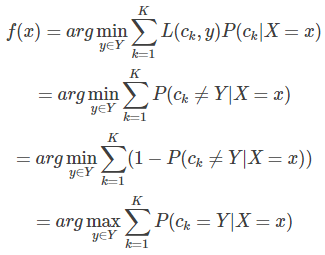 f(x) = arg min_{y∈Y} ∑_{k=1}^{K} L(c_k, y)P(c_k|X = x)
= arg min_{y∈Y} ∑_{k=1}^{K} P(c_k ≠ Y|X = x)
= arg min_{y∈Y} ∑_{k=1}^{K} (1 − P(c_k ≠ Y|X = x))
= arg max_{y∈Y} ∑_{k=1}^{K} P(c_k = Y|X = x)